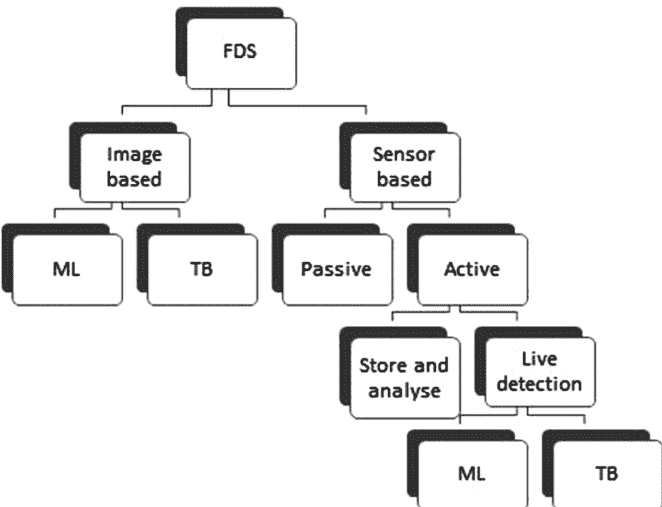 FDS
Image
based
Sensor
based
ML
TB
Passive
Active
Store and
analyse
Live
detection
ML
TB